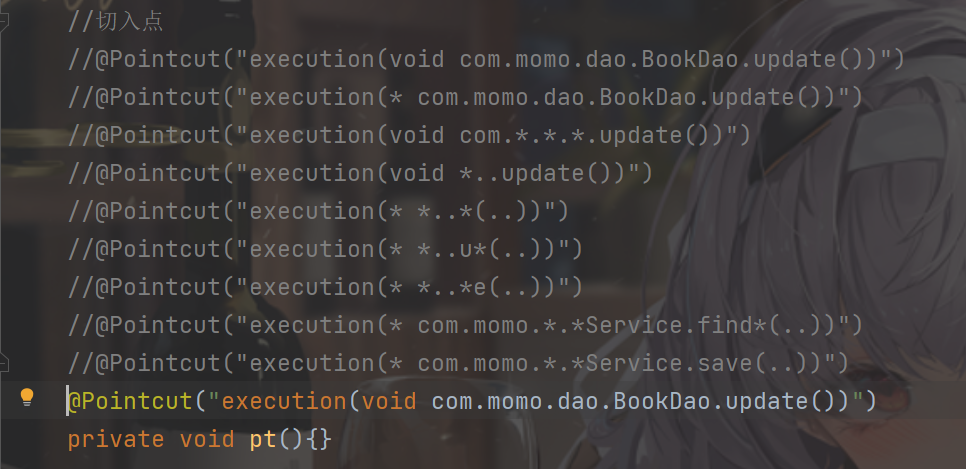 //切入点
//@Pointcut("execution(void com.momo.dao.BookDao.update())")
//@Pointcut("execution(* com.momo.dao.BookDao.update())")
//@Pointcut("execution(void com.*.*.*.update())")
//@Pointcut("execution(void *..update())")
//@Pointcut("execution(* *..*(..))")
//@Pointcut("execution(* *..u*(..))")
//@Pointcut("execution(* *..*e(..))")
//@Pointcut("execution(* com.momo.*.*Service.find*(..))")
//@Pointcut("execution(* com.momo.*.*Service.save(..))")
@Pointcut("execution(void com.momo.dao.BookDao.update())")
private void pt(){}